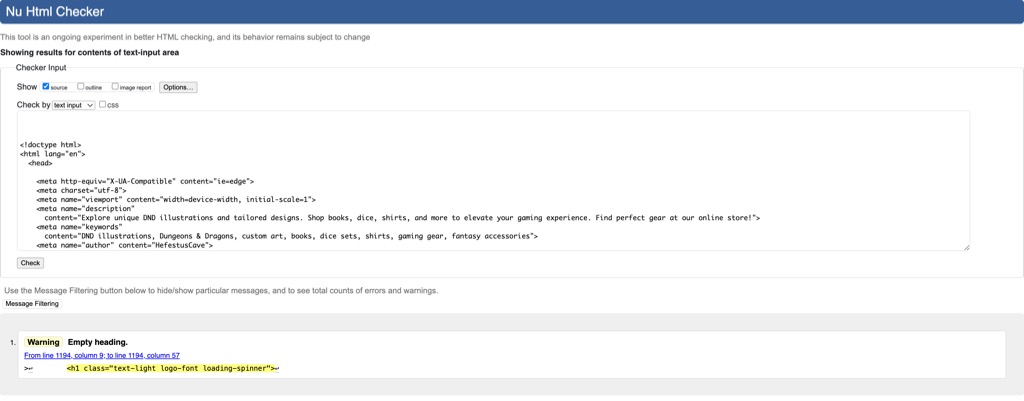 Nu Html Checker
This tool is an ongoing experiment in better HTML checking, and its behavior remains subject to change
Showing results for contents of text-input area
Checker Input
Show source outline image report Options...
Check by text input css
<!doctype html>
<html lang="en">
<head>
<meta http-equiv="X-UA-Compatible" content="ie=edge">
<meta charset="utf-8">
<meta name="viewport" content="width=device-width, initial-scale=1">
<meta name="description"
content="Explore unique DND illustrations and tailored designs. Shop books, dice, shirts, and more to elevate your gaming experience. Find perfect gear at our online store!">
<meta name="keywords"
content="DND illustrations, Dungeons & Dragons, custom art, books, dice sets, shirts, gaming gear, fantasy accessories">
<meta name="author" content="HefestusCave">
Check
Use the Message Filtering button below to hide/show particular messages, and to see total counts of errors and warnings.
Message Filtering
1. Warning Empty heading.
From line 1194, column 9; to line 1194, column 57
>↩ <h1 class="text-light logo-font loading-spinner">↩